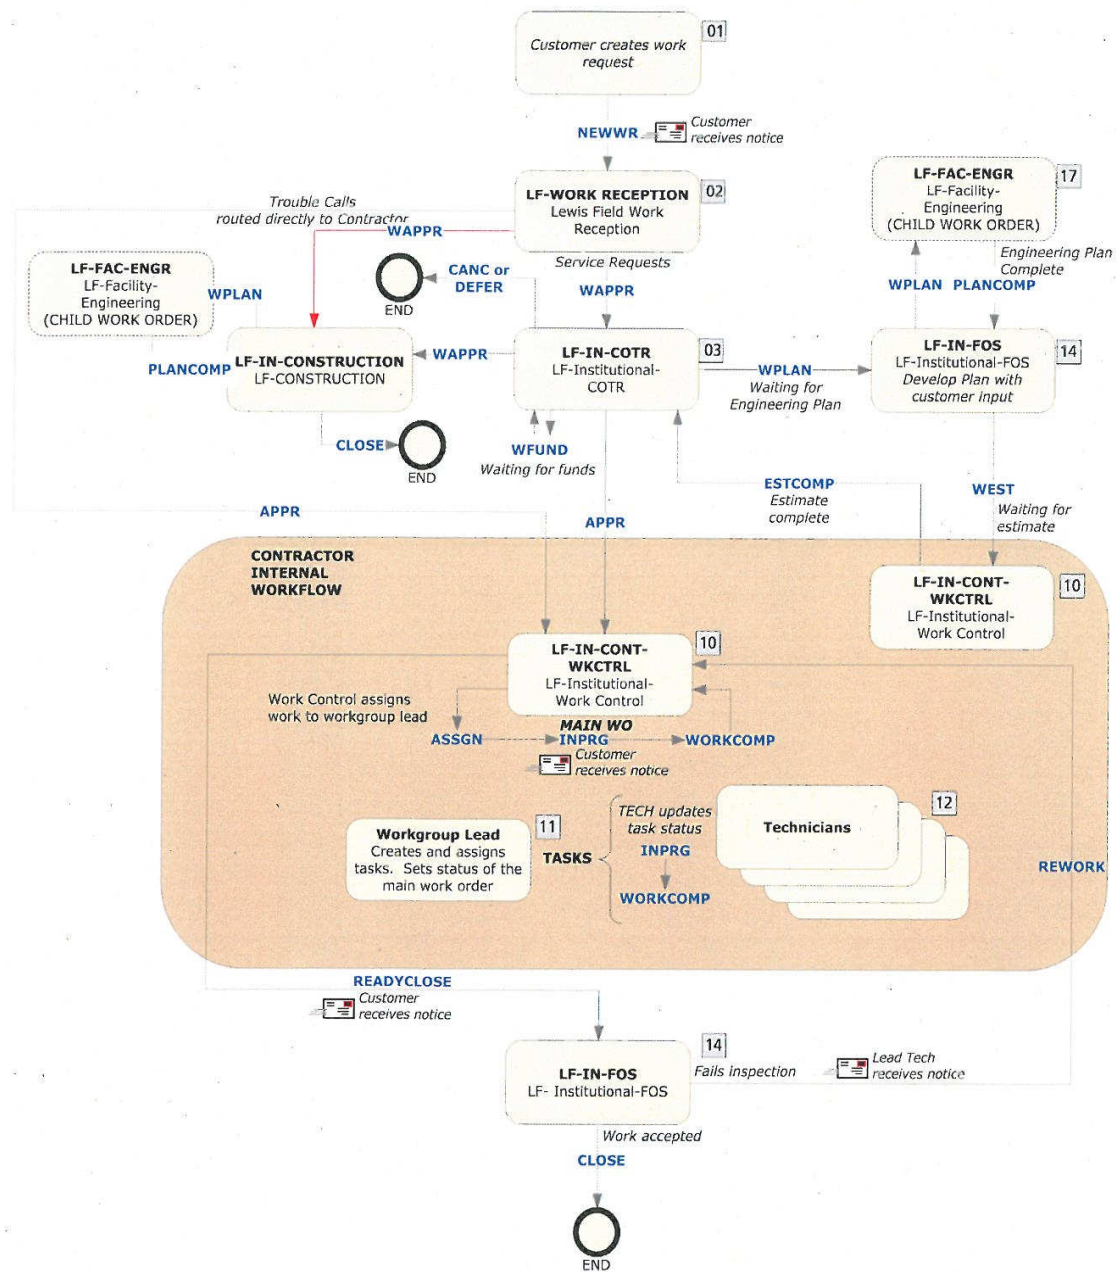 Customer creates work
request
01
NEWWR
Customer
receives notice
LF-WORK RECEPTION
Lewis Field Work
Reception
02
LF-FAC-ENGR
LF-Facility-
Engineering
(CHILD WORK ORDER)
17
Trouble Calls
routed directly to Contractor
WAPPR
Service Requests
CANC or
DEFER
END
WAPPR
Engineering Plan
Complete
WPLAN
PLANCOMP
LF-FAC-ENGR
LF-Facility-
Engineering
(CHILD WORK ORDER)
WPLAN
PLANCOMP
LF-IN-CONSTRUCTION
LF-CONSTRUCTION
WAPPR
LF-IN-COTR
LF-Institutional-
COTR
03
WPLAN
Waiting for
Engineering Plan
LF-IN-FOS
LF-Institutional-FOS
Develop Plan with
customer input
14
CLOSE
END
WFUND
Waiting for funds
ESTCOMP
Estimate
complete
WEST
Waiting for
estimate
APPR
APPR
CONTRACTOR
INTERNAL
WORKFLOW
LF-IN-CONT-
WKCTRL
LF-Institutional-
Work Control
10
LF-IN-CONT-
WKCTRL
LF-Institutional-
Work Control
10
Work Control assigns
work to workgroup lead
MAIN WO
ASSGN
INPRG
WORKCOMP
Customer
receives notice
Workgroup Lead
Creates and assigns
tasks. Sets status of the
main work order
11
TASKS
TECH updates
task status
INPRG
WORKCOMP
Technicians
12
REWORK
READYCLOSE
Customer
receives notice
LF-IN-FOS
LF- Institutional-FOS
14
Fails inspection
Lead Tech
receives notice
Work accepted
CLOSE
END